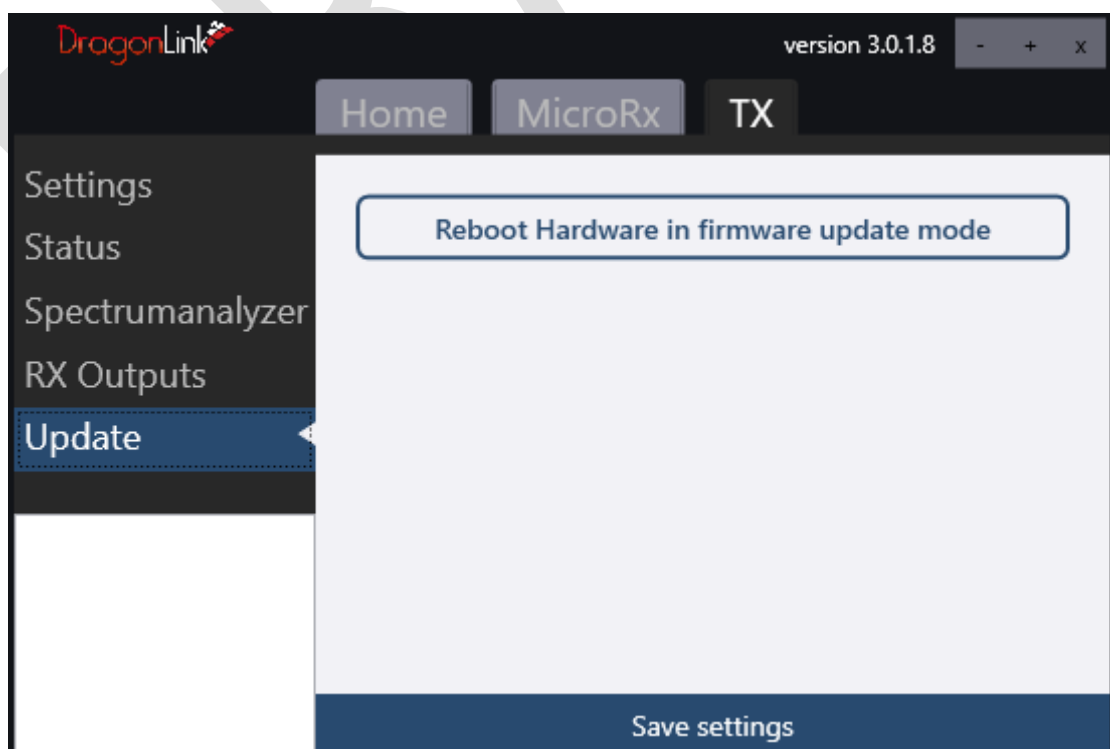 DragonLink
version 3.0.1.8 - + x
Home MicroRx TX
Settings
Status
Spectrumanalyzer
RX Outputs
Update
Reboot Hardware in firmware update mode
Save settings